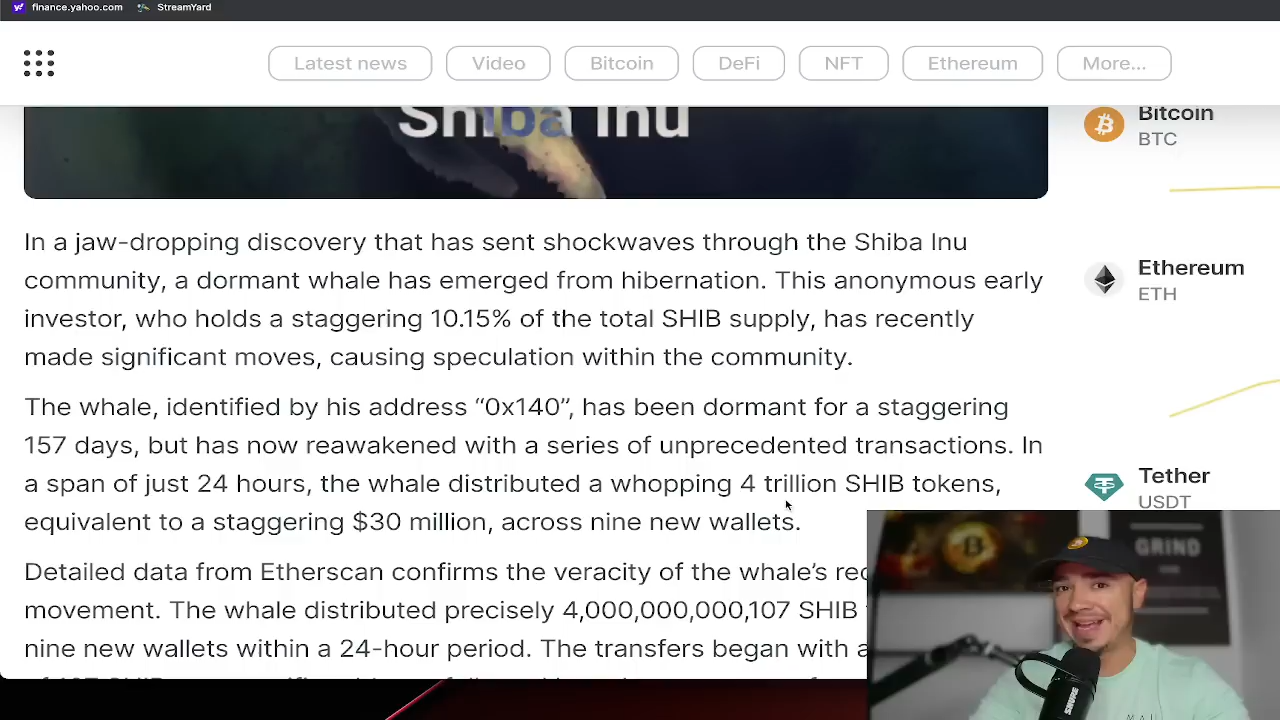 finance.yahoo.com StreamYard
Latest news Video Bitcoin DeFi NFT Ethereum More...
Shiba Inu
Bitcoin
BTC
In a jaw-dropping discovery that has sent shockwaves through the Shiba Inu
community, a dormant whale has emerged from hibernation. This anonymous early
investor, who holds a staggering 10.15% of the total SHIB supply, has recently
made significant moves, causing speculation within the community.
Ethereum
ETH
The whale, identified by his address “0x140”, has been dormant for a staggering
157 days, but has now reawakened with a series of unprecedented transactions. In
a span of just 24 hours, the whale distributed a whopping 4 trillion SHIB tokens,
equivalent to a staggering $30 million, across nine new wallets.
Tether
USDT
Detailed data from Etherscan confirms the veracity of the whale’s rec
movement. The whale distributed precisely 4,000,000,000,107 SHIB
nine new wallets within a 24-hour period. The transfers began with a
GRIND
SHURE